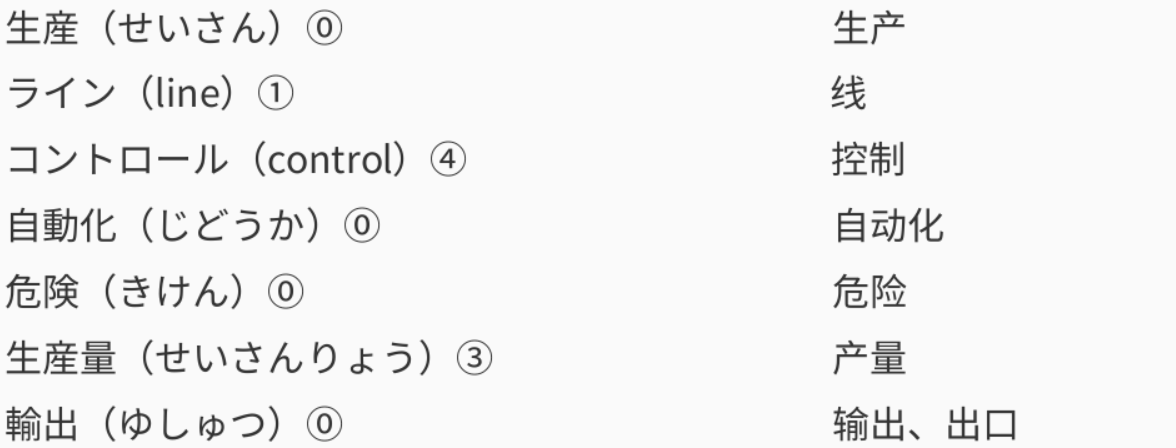 生産（せいさん）⓪ 生产
ライン（line）① 线
コントロール（control）④ 控制
自動化（じどうか）⓪ 自动化
危険（きけん）⓪ 危险
生産量（せいさんりょう）③ 产量
輸出（ゆしゅつ）⓪ 输出、出口